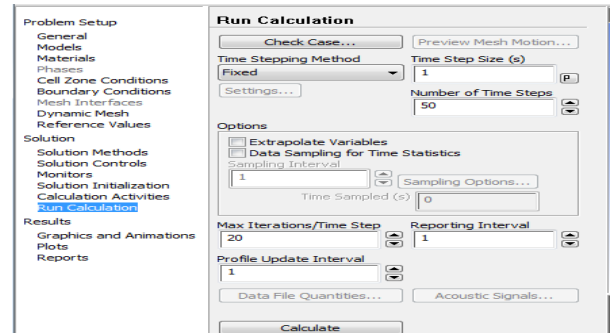 Problem Setup
General
Models
Materials
Phases
Cell Zone Conditions
Boundary Conditions
Mesh Interfaces
Dynamic Mesh
Reference Values
Solution
Solution Methods
Solution Controls
Monitors
Solution Initialization
Calculation Activities
Run Calculation
Results
Graphics and Animations
Plots
Reports
Run Calculation
Check Case... Preview Mesh Motion...
Time Stepping Method Time Step Size (s)
Fixed 1 P
Settings... Number of Time Steps
50
Options
Extrapolate Variables
Data Sampling for Time Statistics
Sampling Interval
1 Sampling Options...
Time Sampled (s) 0
Max Iterations/Time Step Reporting Interval
20 1
Profile Update Interval
1
Data File Quantities... Acoustic Signals...
Calculate